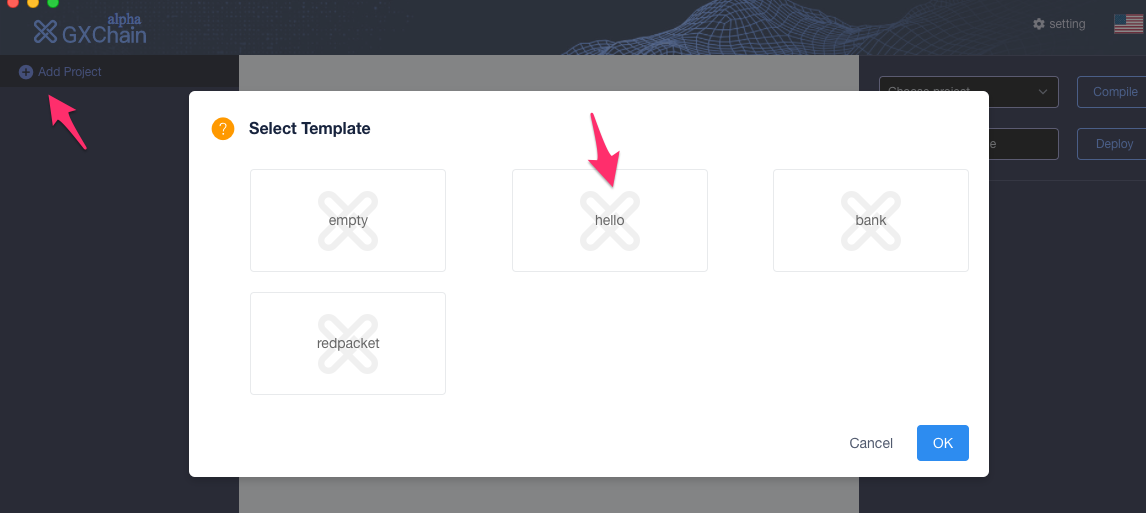 alpha
GXChain
setting
Add Project
Choose project
Compile
Deploy
? Select Template
empty
hello
bank
redpacket
Cancel
OK